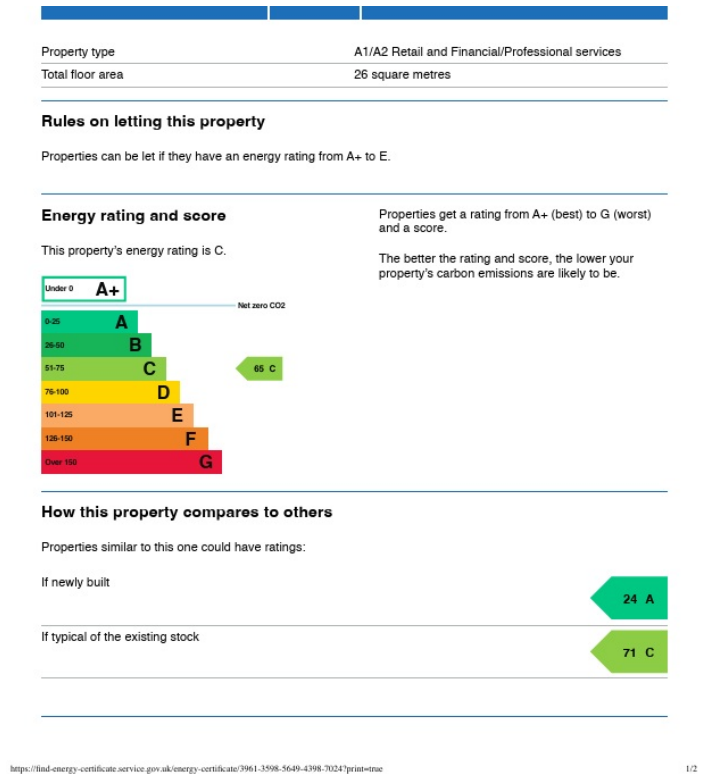 Property type A1/A2 Retail and Financial/Professional services
Total floor area 26 square metres
Rules on letting this property
Properties can be let if they have an energy rating from A+ to E.
Energy rating and score
This property's energy rating is C.
Under 0 A+
Net zero CO2
0-25 A
26-50 B
51-75 C
65 C
76-100 D
101-125 E
126-150 F
Over 150 G
Properties get a rating from A+ (best) to G (worst)
and a score.
The better the rating and score, the lower your
property's carbon emissions are likely to be.
How this property compares to others
Properties similar to this one could have ratings:
If newly built
24 A
If typical of the existing stock
71 C
https://find-energy-certificate.service.gov.uk/energy-certificate/3961-3598-5649-4398-7024?print=true 1/2